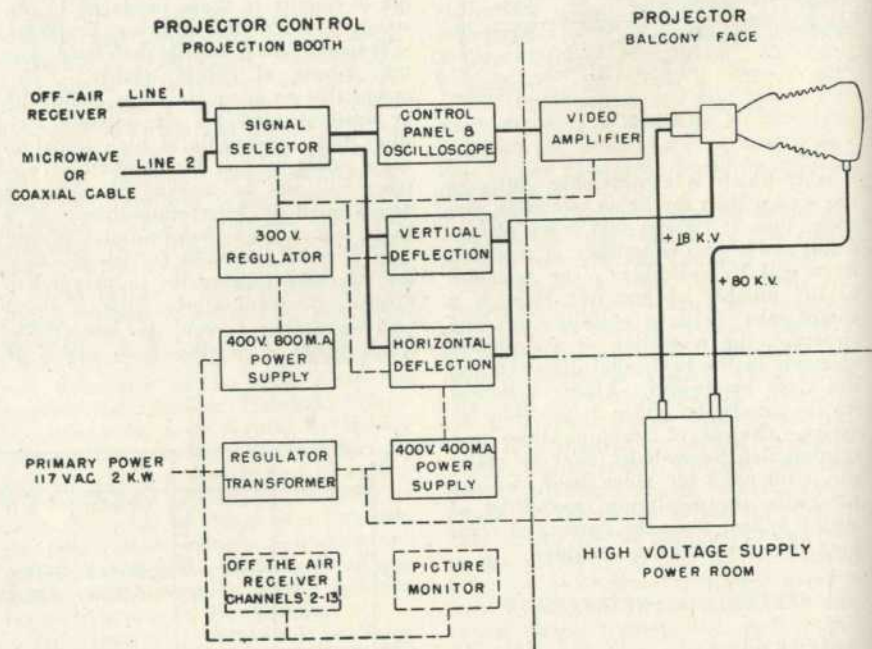 PROJECTOR CONTROL
PROJECTION BOOTH
PROJECTOR
BALCONY FACE
OFF-AIR
RECEIVER
LINE 1
MICROWAVE
OR
COAXIAL CABLE
LINE 2
SIGNAL
SELECTOR
CONTROL
PANEL &
OSCILLOSCOPE
VIDEO
AMPLIFIER
300 V.
REGULATOR
VERTICAL
DEFLECTION
+18 K.V
+80 K.V.
400V. 800M.A.
POWER
SUPPLY
HORIZONTAL
DEFLECTION
PRIMARY POWER
117 V.A.C. 2 K.W.
REGULATOR
TRANSFORMER
400V. 400M.A.
POWER
SUPPLY
HIGH VOLTAGE SUPPLY
POWER ROOM
OFF THE AIR
RECEIVER
CHANNELS 2-13
PICTURE
MONITOR